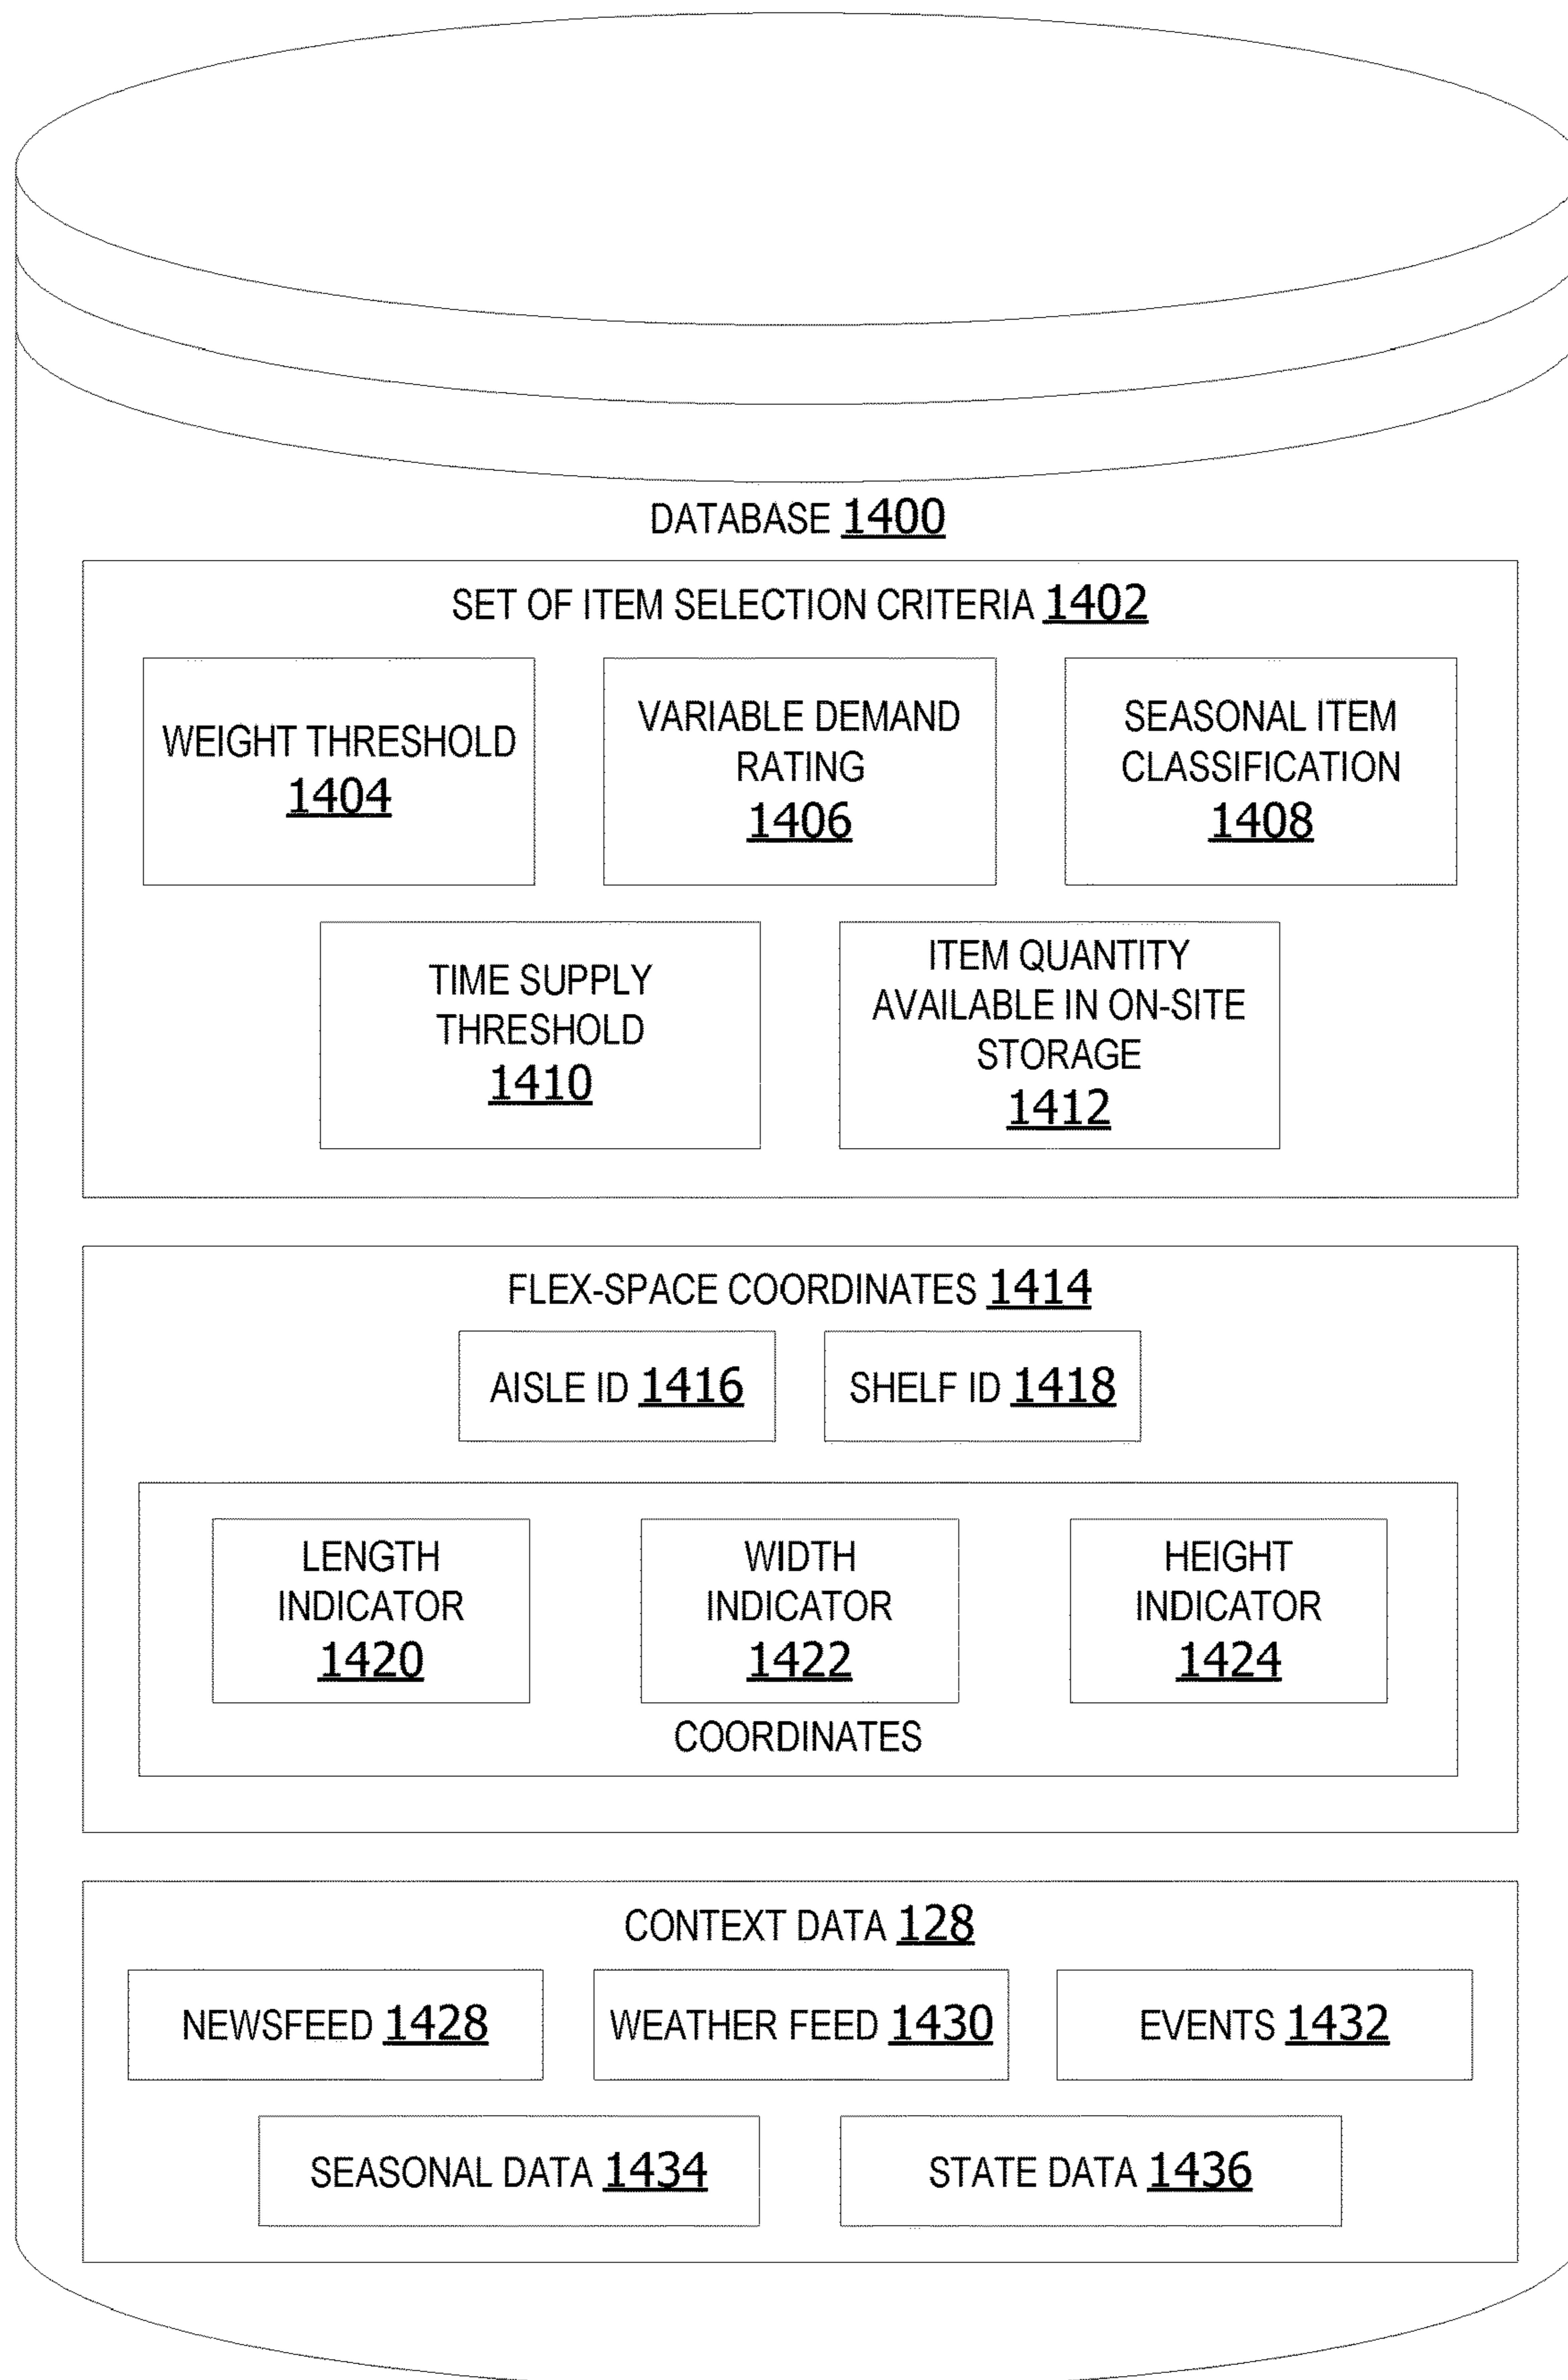 DATABASE 1400
SET OF ITEM SELECTION CRITERIA 1402
WEIGHT THRESHOLD
1404
VARIABLE DEMAND
RATING
1406
SEASONAL ITEM
CLASSIFICATION
1408
TIME SUPPLY
THRESHOLD
1410
ITEM QUANTITY
AVAILABLE IN ON-SITE
STORAGE
1412
FLEX-SPACE COORDINATES 1414
AISLE ID 1416
SHELF ID 1418
LENGTH
INDICATOR
1420
WIDTH
INDICATOR
1422
HEIGHT
INDICATOR
1424
COORDINATES
CONTEXT DATA 128
NEWSFEED 1428
WEATHER FEED 1430
EVENTS 1432
SEASONAL DATA 1434
STATE DATA 1436